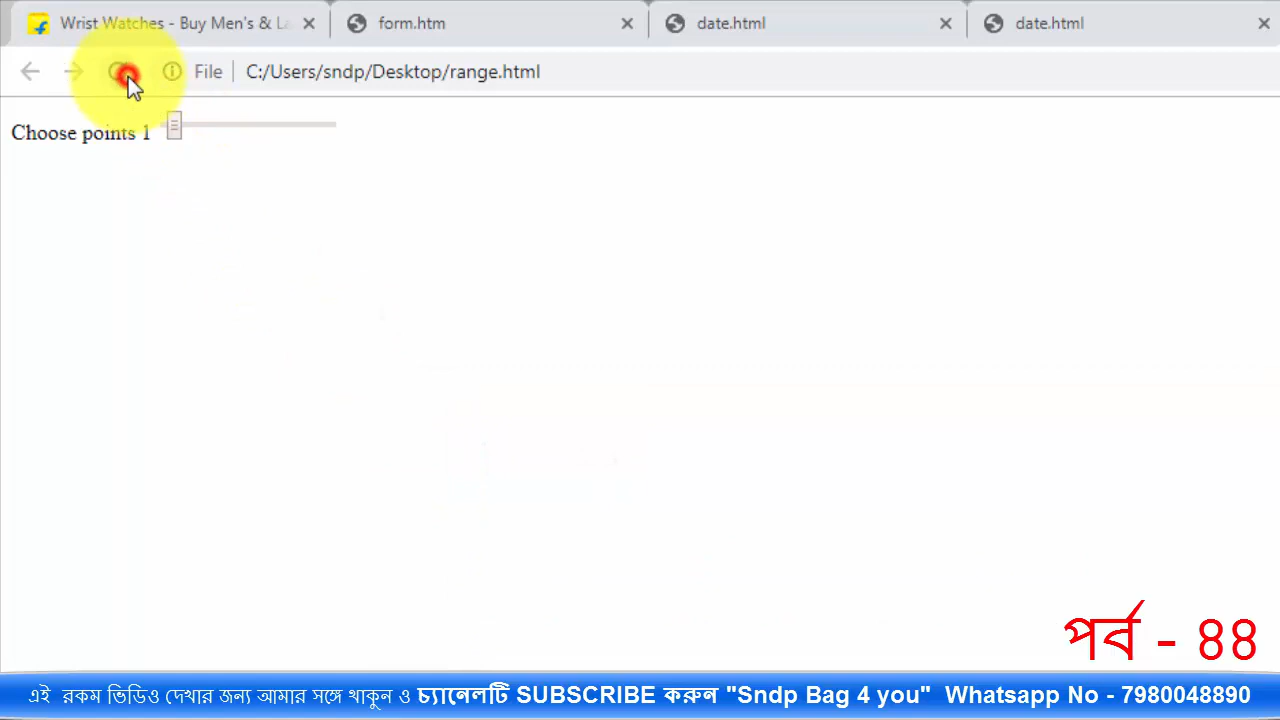 Wrist Watches - Buy Men's & La
form.htm
date.html
date.html
File
C:/Users/sndp/Desktop/range.html
Choose points 1
পর্ব - 88
এই রকম ভিডিও দেখার জন্য আমার সঙ্গে থাকুন ও চ্যানেলটি SUBSCRIBE করুন "Sndp Bag 4 you" Whatsapp No - 7980048890